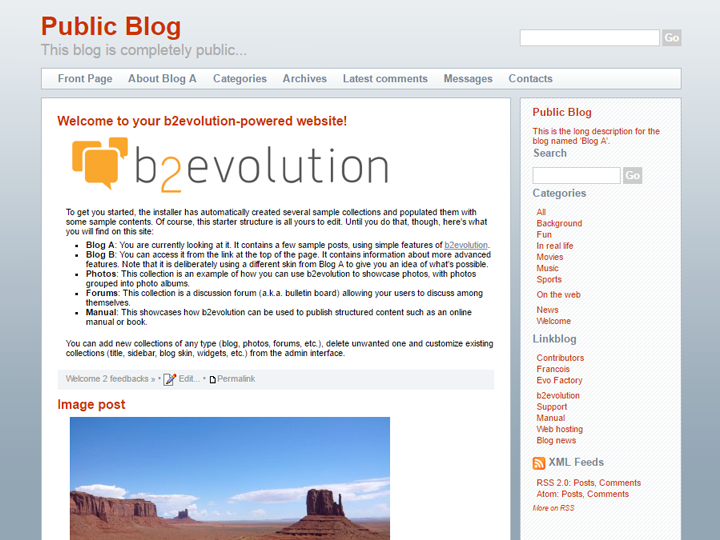 Public Blog
This blog is completely public...
Go
Front Page About Blog A Categories Archives Latest comments Messages Contacts
Welcome to your b2evolution-powered website!
b2evolution
To get you started, the installer has automatically created several sample collections and populated them with
some sample contents. Of course, this starter structure is all yours to edit. Until you do that, though, here's what
you will find on this site:
Blog A: You are currently looking at it. It contains a few sample posts, using simple features of b2evolution.
Blog B: You can access it from the link at the top of the page. It contains information about more advanced
features. Note that it is deliberately using a different skin from Blog A to give you an idea of what's possible.
Photos: This collection is an example of how you can use b2evolution to showcase photos, with photos
grouped into photo albums.
Forums: This collection is a discussion forum (a.k.a. bulletin board) allowing your users to discuss among
themselves.
Manual: This showcases how b2evolution can be used to publish structured content such as an online
manual or book.
You can add new collections of any type (blog, photos, forums, etc.), delete unwanted one and customize existing
collections (title, sidebar, blog skin, widgets, etc.) from the admin interface.
Welcome 2 feedbacks » • Edit... • Permalink
Image post
Public Blog
This is the long description for the
blog named 'Blog A'.
Search
Go
Categories
All
Background
Fun
In real life
Movies
Music
Sports
On the web
News
Welcome
Linkblog
Contributors
Francois
Evo Factory
b2evolution
Support
Manual
Web hosting
Blog news
XML Feeds
RSS 2.0: Posts, Comments
Atom: Posts, Comments
More on RSS